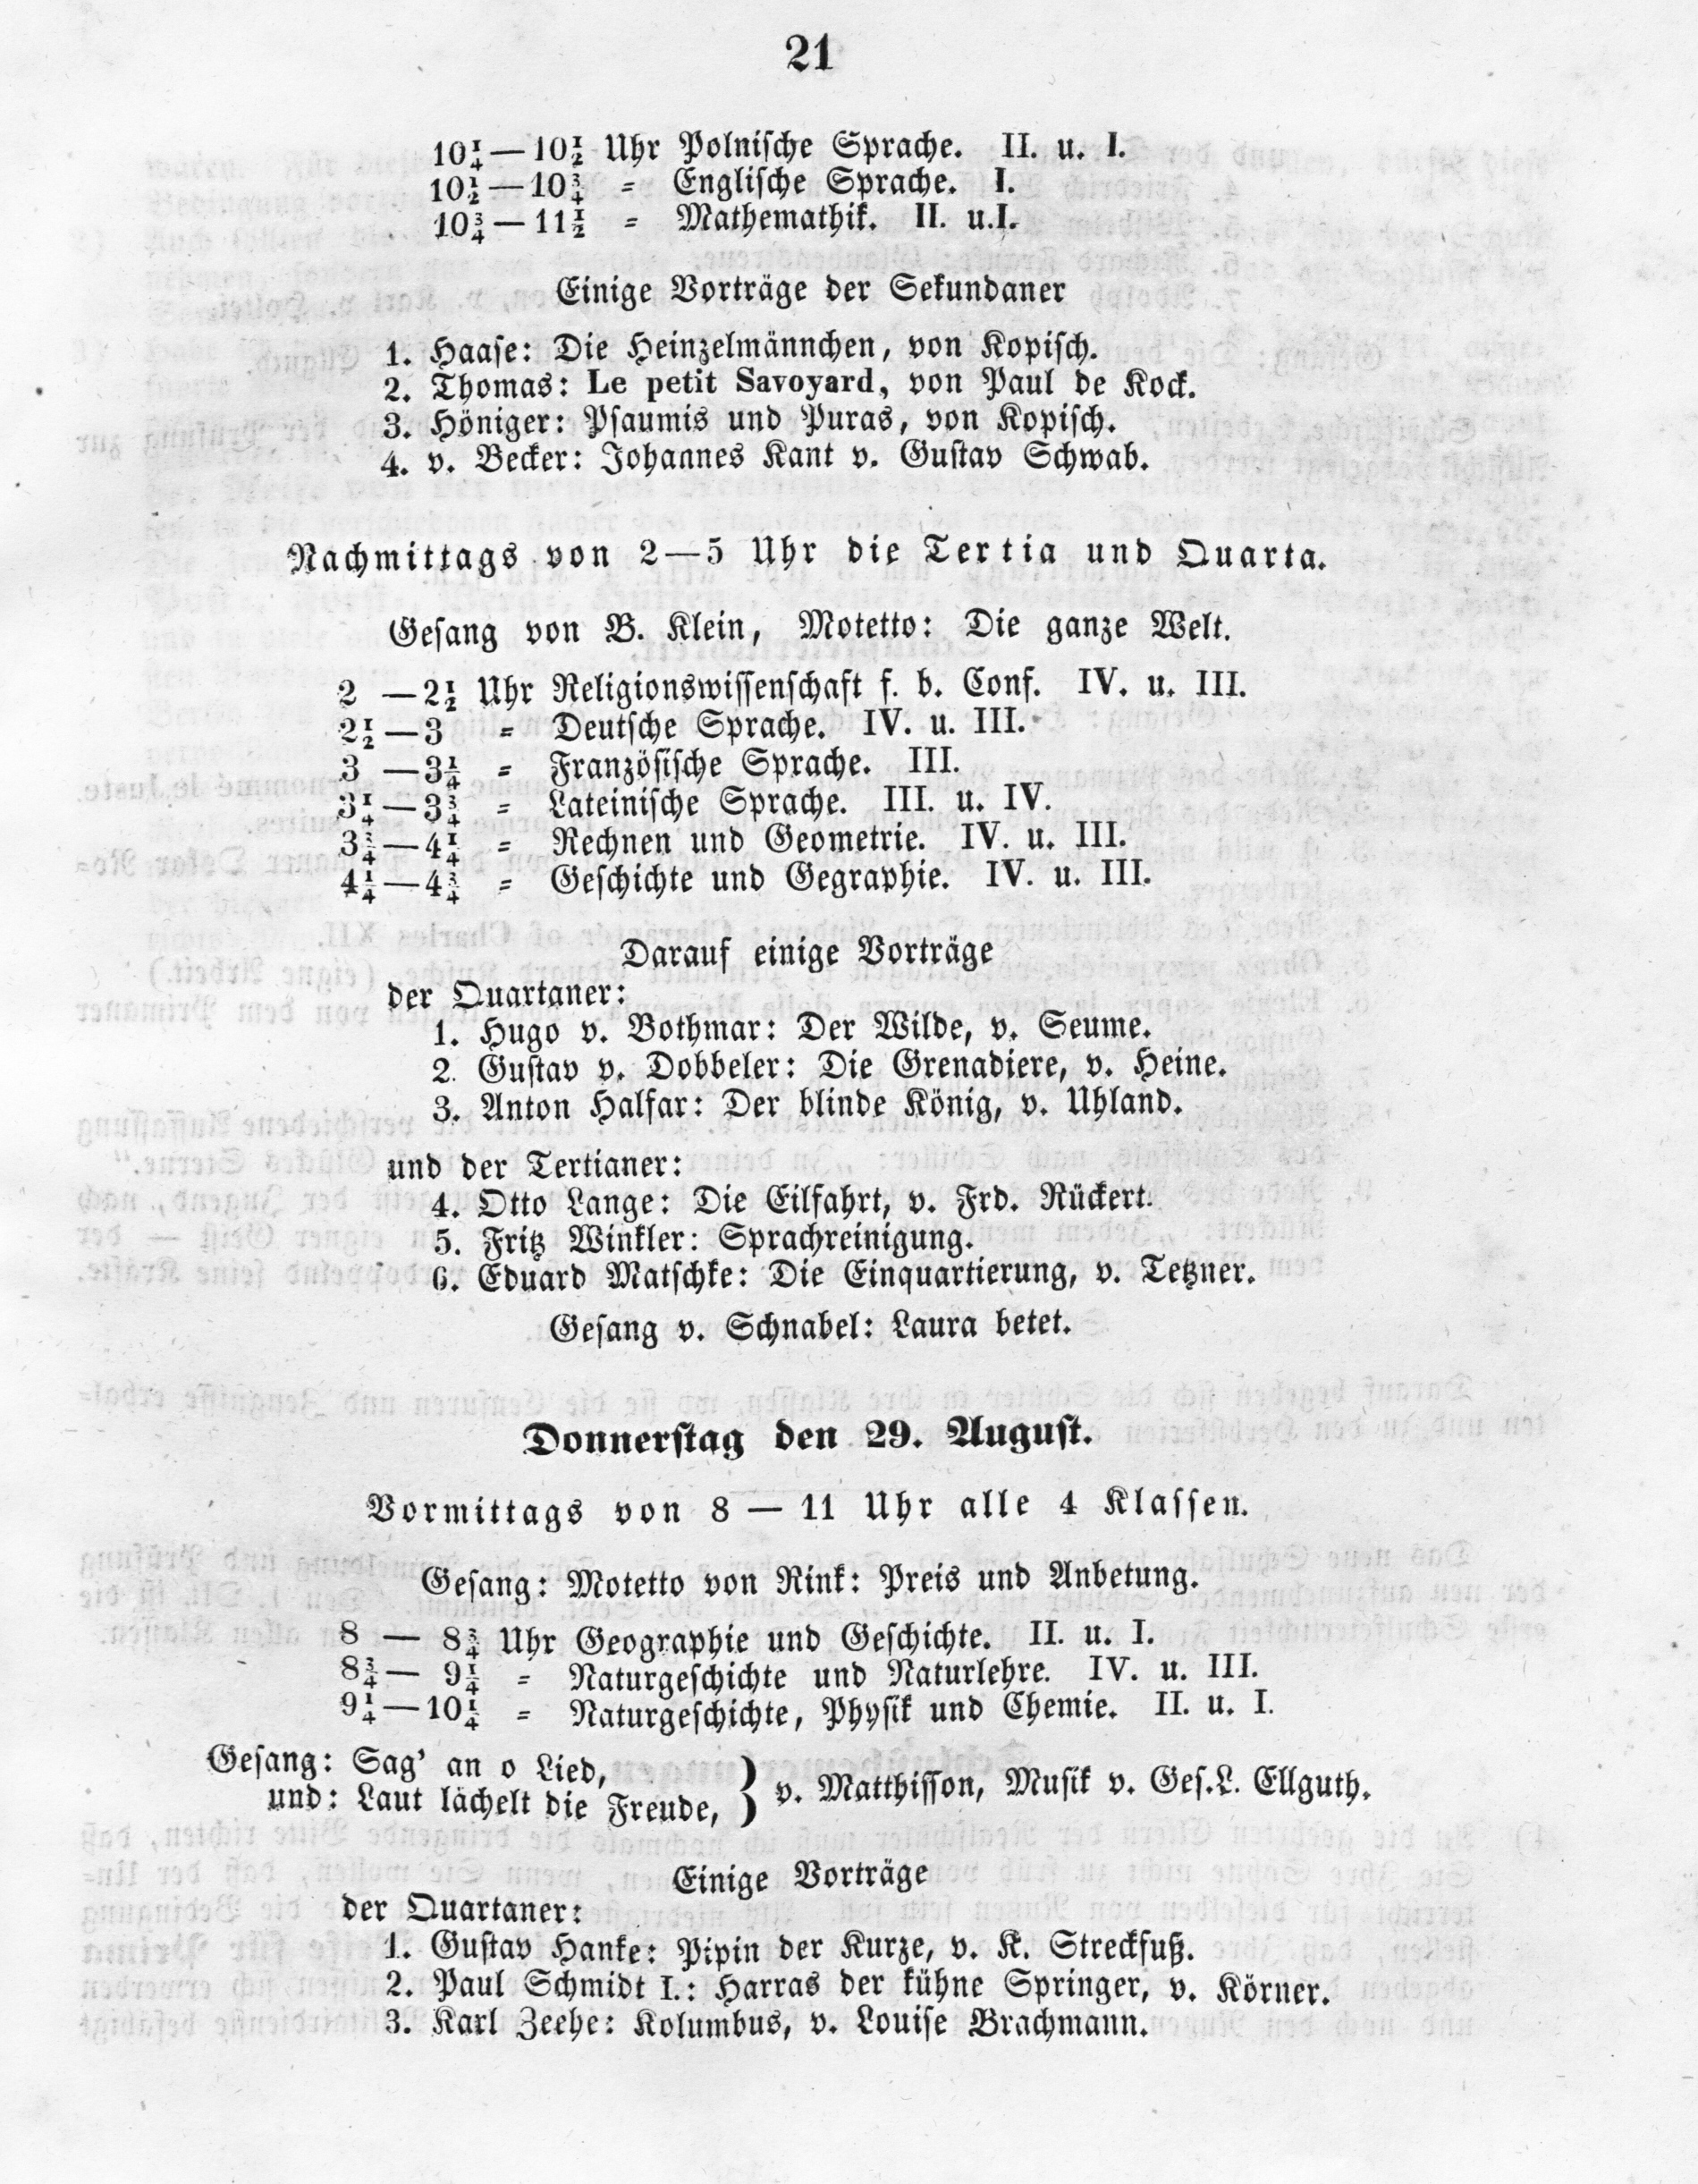 21
10¼—10½ Uhr Polnische Sprache. II. u. I.
10½—10¾ = Englische Sprache. I.
10¾—11½ = Mathemathik. II. u. I.
Einige Vorträge der Sekundaner
1. Haase: Die Heinzelmännchen, von Kopisch.
2. Thomas: Le petit Savoyard, von Paul de Kock.
3. Höniger: Psaumis und Puras, von Kopisch.
4. v. Becker: Johannes Kant v. Gustav Schwab.
Nachmittags von 2—5 Uhr die Tertia und Quarta.
Gesang von B. Klein, Motetto: Die ganze Welt.
2 —2½ Uhr Religionswissenschaft f. b. Conf. IV. u. III.
2½—3 = Deutsche Sprache. IV. u. III.
3 —3¼ = Französische Sprache. III.
3¼—3¾ = Lateinische Sprache. III. u. IV.
3¾—4¼ = Rechnen und Geometrie. IV. u. III.
4¼—4¾ = Geschichte und Gegraphie. IV. u. III.
Darauf einige Vorträge
der Quartaner:
1. Hugo v. Bothmar: Der Wilde, v. Seume.
2. Gustav v. Dobbeler: Die Grenadiere, v. Heine.
3. Anton Halfar: Der blinde König, v. Uhland.
und der Tertianer:
4. Otto Lange: Die Eilfahrt, v. Frd. Rückert.
5. Fritz Winkler: Sprachreinigung.
6. Eduard Matschke: Die Einquartierung, v. Tetzner.
Gesang v. Schnabel: Laura betet.
Donnerstag den 29. August.
Vormittags von 8 — 11 Uhr alle 4 Klassen.
Gesang: Motetto von Rink: Preis und Anbetung.
8 — 8¾ Uhr Geographie und Geschichte. II. u. I.
8¾— 9¼ = Naturgeschichte und Naturlehre. IV. u. III.
9¼—10¼ = Naturgeschichte, Physik und Chemie. II. u. I.
Gesang: Sag' an o Lied,
und: Laut lächelt die Freude, } v. Matthisson, Musik v. Ges.L. Ellguth.
Einige Vorträge
der Quartaner:
1. Gustav Hanke: Pipin der Kurze, v. K. Streckfuß.
2. Paul Schmidt I.: Harras der kühne Springer, v. Körner.
3. Karl Zeehe: Kolumbus, v. Louise Brachmann.